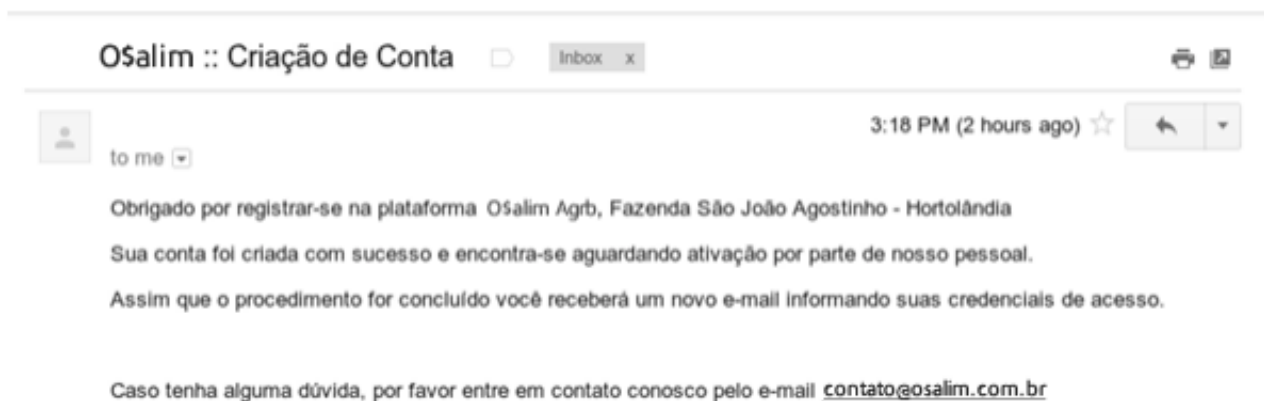 O$alim :: Criação de Conta Inbox x
3:18 PM (2 hours ago)
to me
Obrigado por registrar-se na plataforma O$alim Agrb, Fazenda São João Agostinho - Hortolândia
Sua conta foi criada com sucesso e encontra-se aguardando ativação por parte de nosso pessoal.
Assim que o procedimento for concluído você receberá um novo e-mail informando suas credenciais de acesso.
Caso tenha alguma dúvida, por favor entre em contato conosco pelo e-mail contato@osalim.com.br